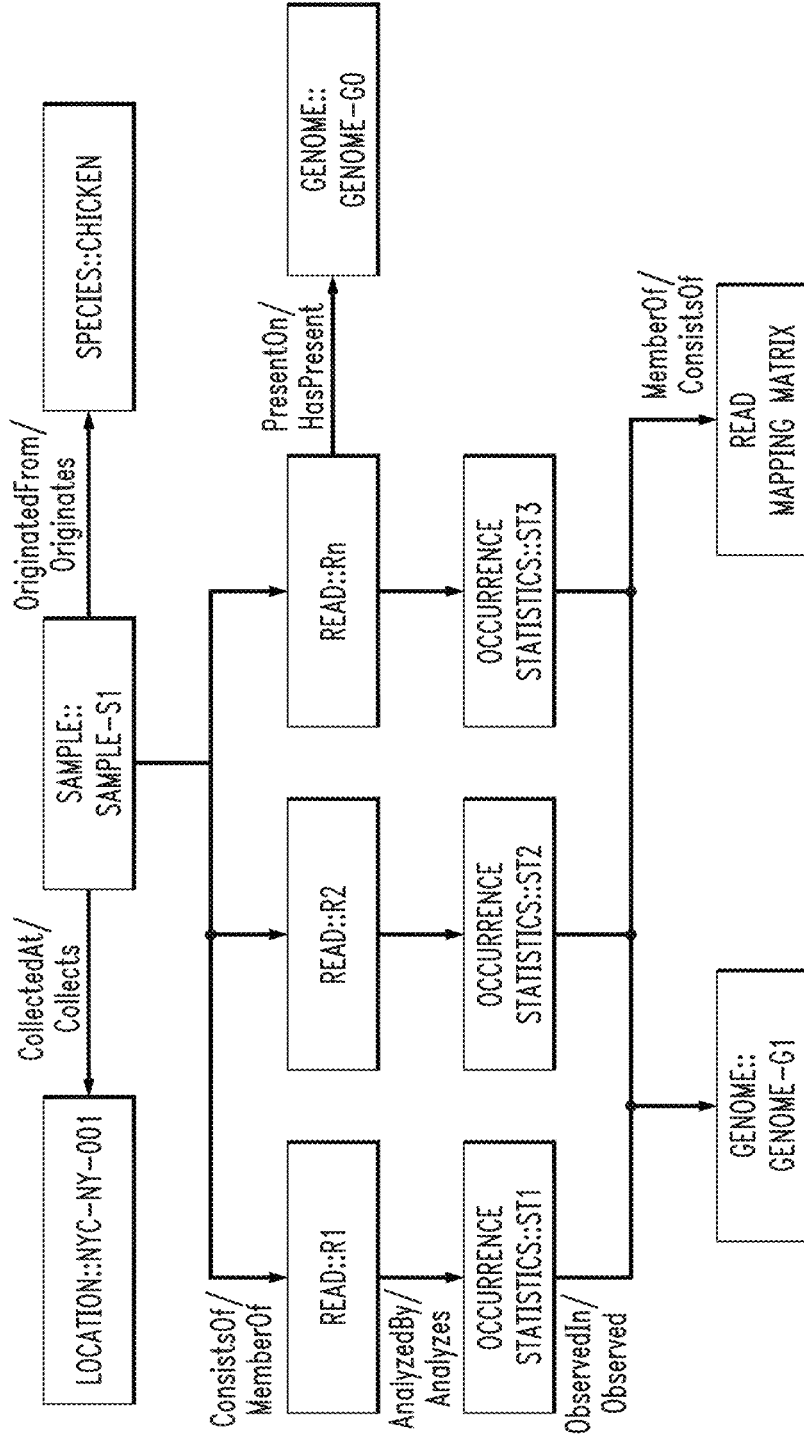 LOCATION::NYC-NY-001
CollectedAt/
Collects
SAMPLE::
SAMPLE-S1
OriginatedFrom/
Originates
SPECIES::CHICKEN
ConsistsOf/
MemberOf
READ::R1
READ::R2
READ::Rn
PresentOn/
HasPresent
GENOME::
GENOME-G0
AnalyzedBy/
Analyzes
OCCURRENCE
STATISTICS::ST1
OCCURRENCE
STATISTICS::ST2
OCCURRENCE
STATISTICS::ST3
ObservedIn/
Observed
MemberOf/
ConsistsOf
GENOME::
GENOME-G1
READ
MAPPING MATRIX